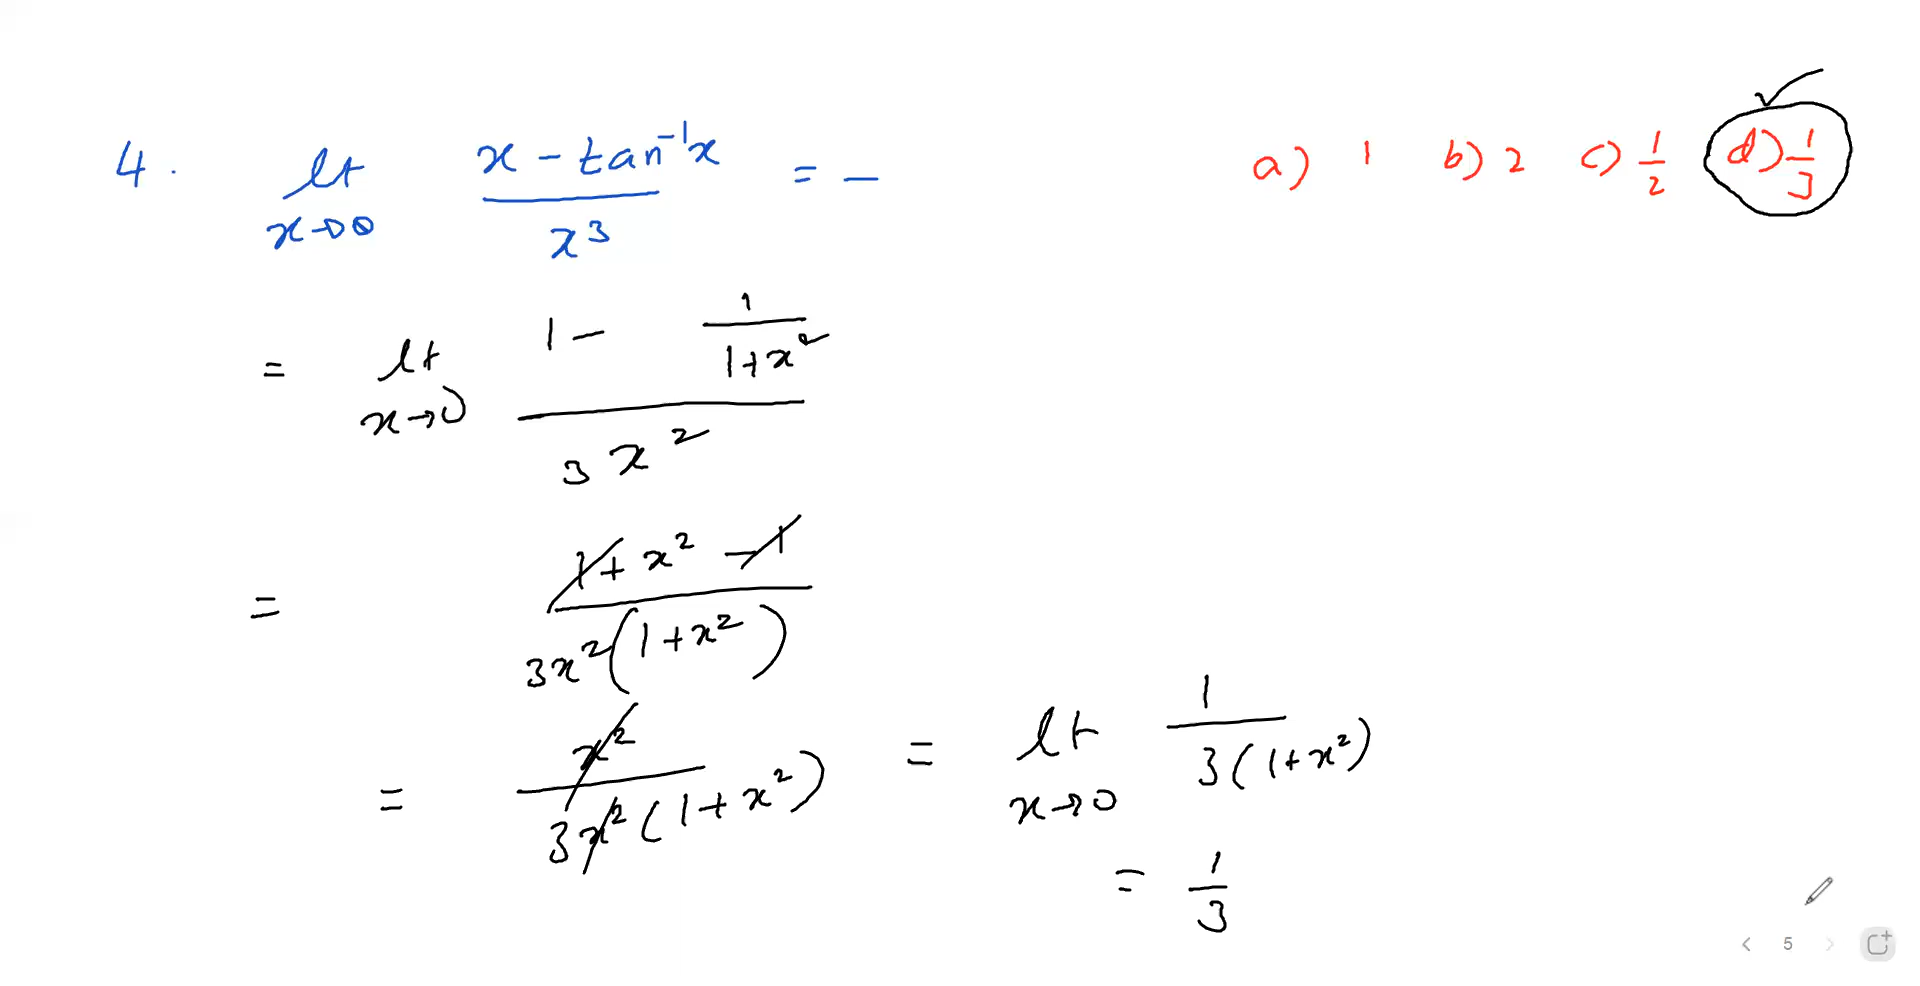 4. lt x→0 x - tan⁻¹x / x³ = — a) 1 b) 2 c) 1/2 d) 1/3
= lt x→0 1 - 1/1+x² / 3x²
= 1 + x² - 1 / 3x²(1+x²)
= x² / 3x²(1+x²) = lt x→0 1 / 3(1+x²)
= 1/3
5